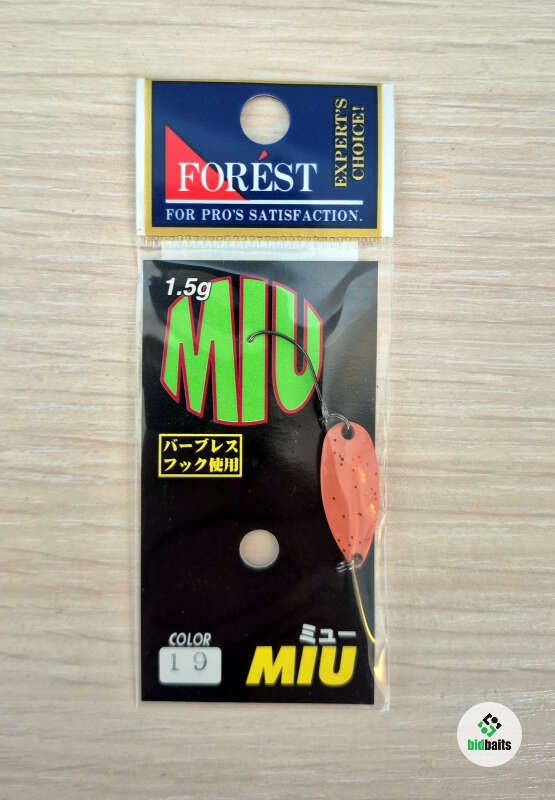 FORÉST
FOR PRO'S SATISFACTION.
EXPERT'S
CHOICE!
1.5g
MIU
バーブレス
フック使用
COLOR
19
ミュー
MIU
bidbaits